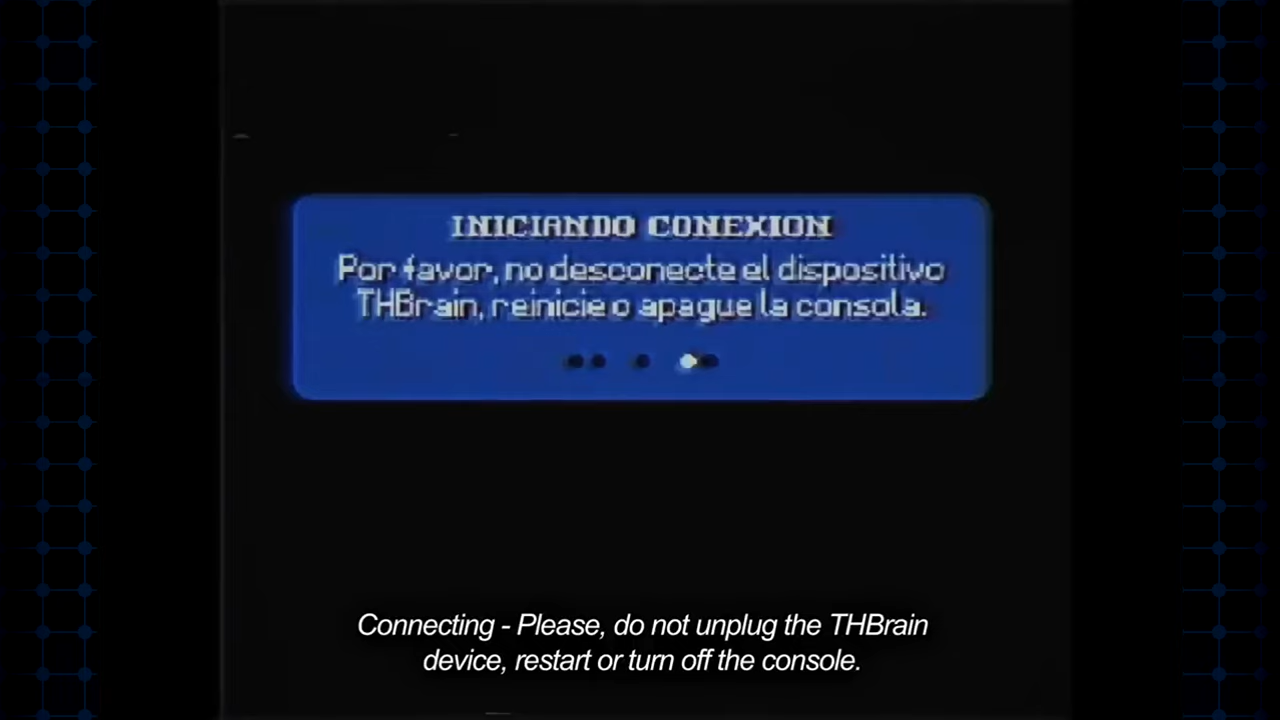 INICIANDO CONEXION
Por favor, no desconecte el dispositivo
THBrain, reinicie o apague la consola.
Connecting - Please, do not unplug the THBrain
device, restart or turn off the console.